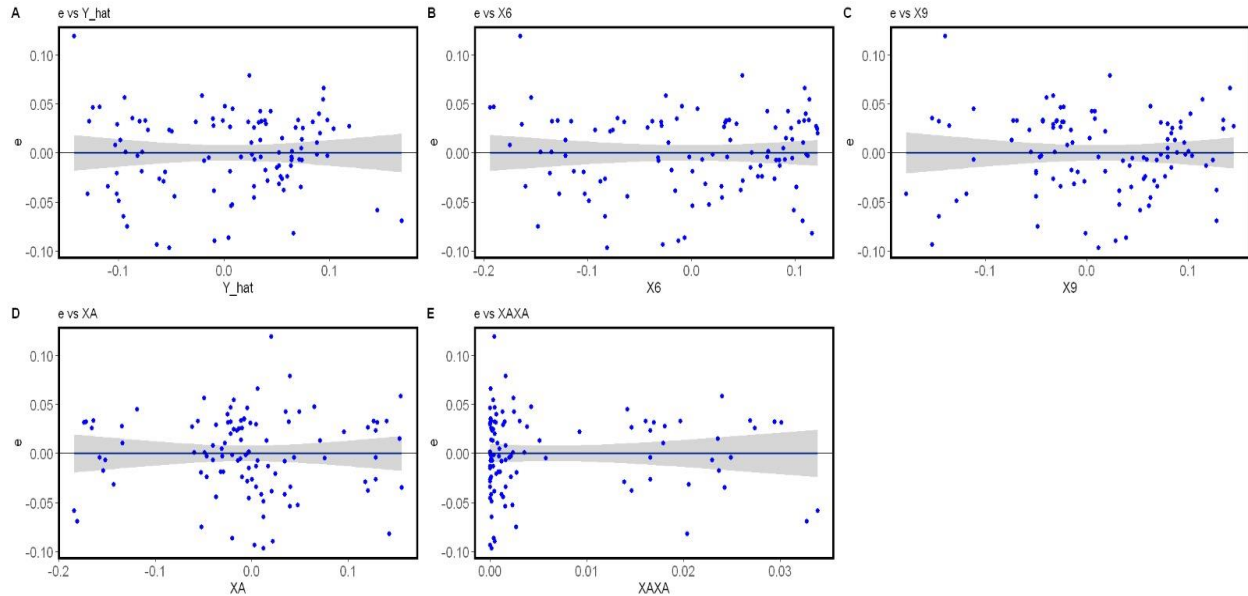 A
e vs Y_hat
0.10
0.05
0.00
-0.05
-0.10
e
-0.1 0.0 0.1
Y_hat
B
e vs X6
0.10
0.05
0.00
-0.05
-0.10
e
-0.2 -0.1 0.0 0.1
X6
C
e vs X9
0.10
0.05
0.00
-0.05
-0.10
e
-0.1 0.0 0.1
X9
D
e vs XA
0.10
0.05
0.00
-0.05
-0.10
e
-0.2 -0.1 0.0 0.1
XA
E
e vs XAXA
0.10
0.05
0.00
-0.05
-0.10
e
0.00 0.01 0.02 0.03
XAXA